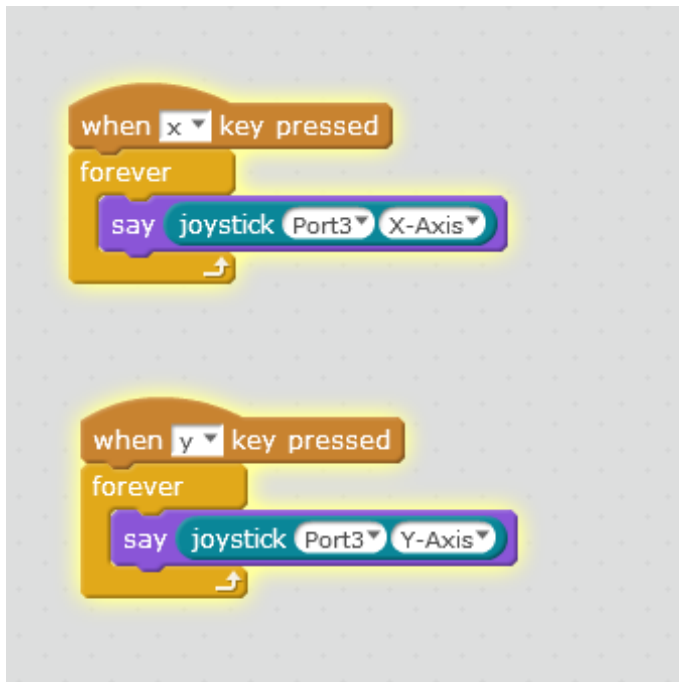 when x key pressed
forever
say joystick Port3 X-Axis
when y key pressed
forever
say joystick Port3 Y-Axis